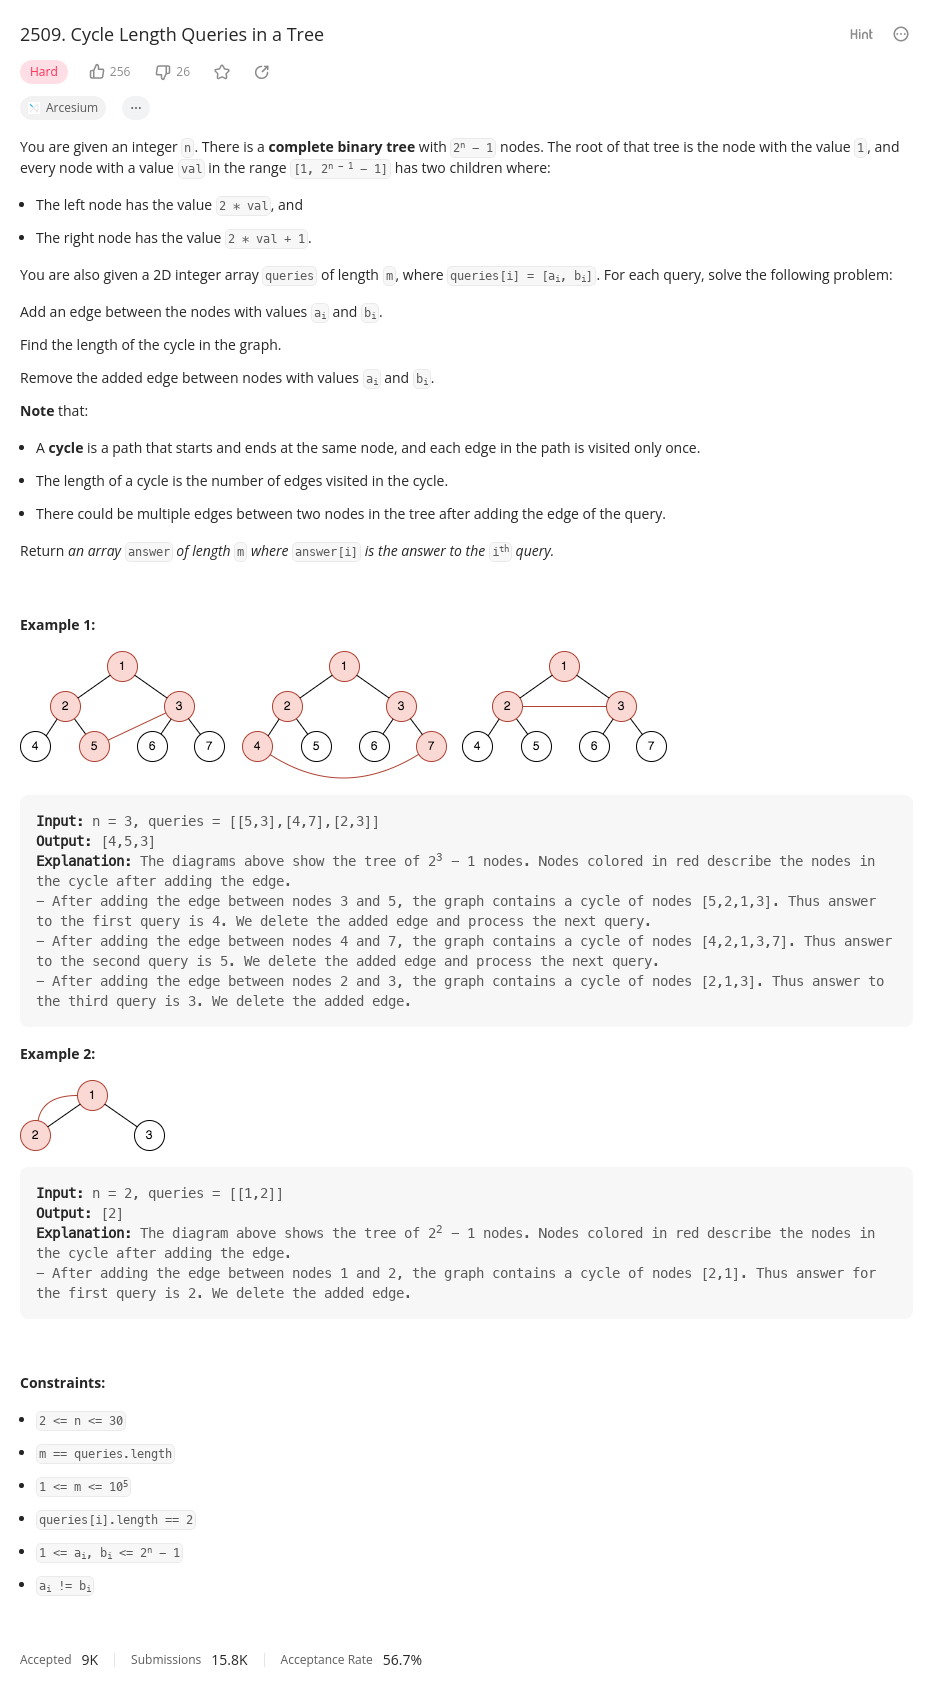 2509. Cycle Length Queries in a Tree
Hint
Hard 256 26
Arcesium ...
You are given an integer n. There is a complete binary tree with 2ⁿ - 1 nodes. The root of that tree is the node with the value 1, and
every node with a value val in the range [1, 2ⁿ ⁻ ¹ - 1] has two children where:
• The left node has the value 2 * val, and
• The right node has the value 2 * val + 1.
You are also given a 2D integer array queries of length m, where queries[i] = [aᵢ, bᵢ]. For each query, solve the following problem:
Add an edge between the nodes with values aᵢ and bᵢ.
Find the length of the cycle in the graph.
Remove the added edge between nodes with values aᵢ and bᵢ.
Note that:
• A cycle is a path that starts and ends at the same node, and each edge in the path is visited only once.
• The length of a cycle is the number of edges visited in the cycle.
• There could be multiple edges between two nodes in the tree after adding the edge of the query.
Return an array answer of length m where answer[i] is the answer to the iᵗʰ query.
Example 1:
1 1 1
2 3 2 3 2 3
4 5 6 7 4 5 6 7 4 5 6 7
Input: n = 3, queries = [[5,3],[4,7],[2,3]]
Output: [4,5,3]
Explanation: The diagrams above show the tree of 2³ - 1 nodes. Nodes colored in red describe the nodes in
the cycle after adding the edge.
- After adding the edge between nodes 3 and 5, the graph contains a cycle of nodes [5,2,1,3]. Thus answer
to the first query is 4. We delete the added edge and process the next query.
- After adding the edge between nodes 4 and 7, the graph contains a cycle of nodes [4,2,1,3,7]. Thus answer
to the second query is 5. We delete the added edge and process the next query.
- After adding the edge between nodes 2 and 3, the graph contains a cycle of nodes [2,1,3]. Thus answer to
the third query is 3. We delete the added edge.
Example 2:
1
2 3
Input: n = 2, queries = [[1,2]]
Output: [2]
Explanation: The diagram above shows the tree of 2² - 1 nodes. Nodes colored in red describe the nodes in
the cycle after adding the edge.
- After adding the edge between nodes 1 and 2, the graph contains a cycle of nodes [2,1]. Thus answer for
the first query is 2. We delete the added edge.
Constraints:
• 2 <= n <= 30
• m == queries.length
• 1 <= m <= 10⁵
• queries[i].length == 2
• 1 <= aᵢ, bᵢ <= 2ⁿ - 1
• aᵢ != bᵢ
Accepted 9K Submissions 15.8K Acceptance Rate 56.7%